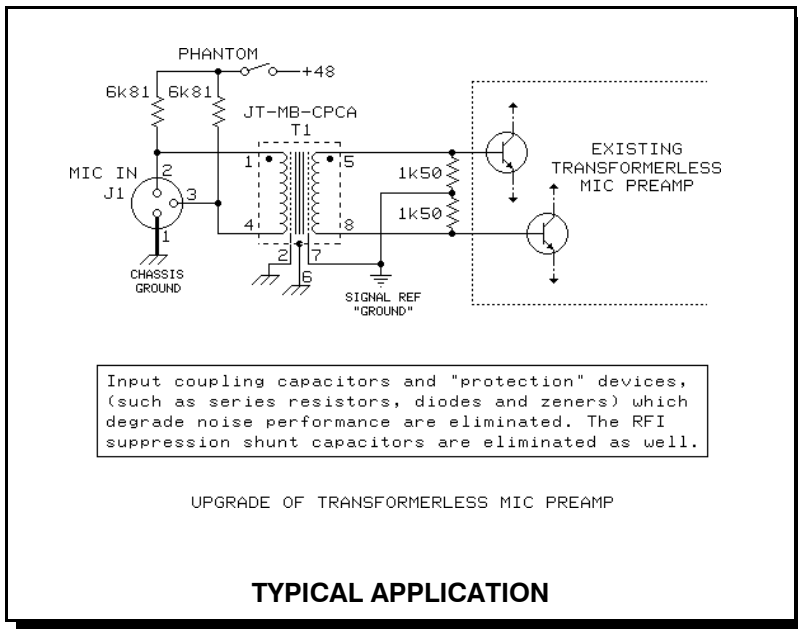 PHANTOM
+48
6k81 6k81
JT-MB-CPCA
T1
MIC IN
J1
2
3
1
1
5
4
8
2
7
6
1k50
1k50
EXISTING
TRANSFORMERLESS
MIC PREAMP
CHASSIS
GROUND
SIGNAL REF
"GROUND"
Input coupling capacitors and "protection" devices,
(such as series resistors, diodes and zeners) which
degrade noise performance are eliminated. The RFI
suppression shunt capacitors are eliminated as well.
UPGRADE OF TRANSFORMERLESS MIC PREAMP
TYPICAL APPLICATION